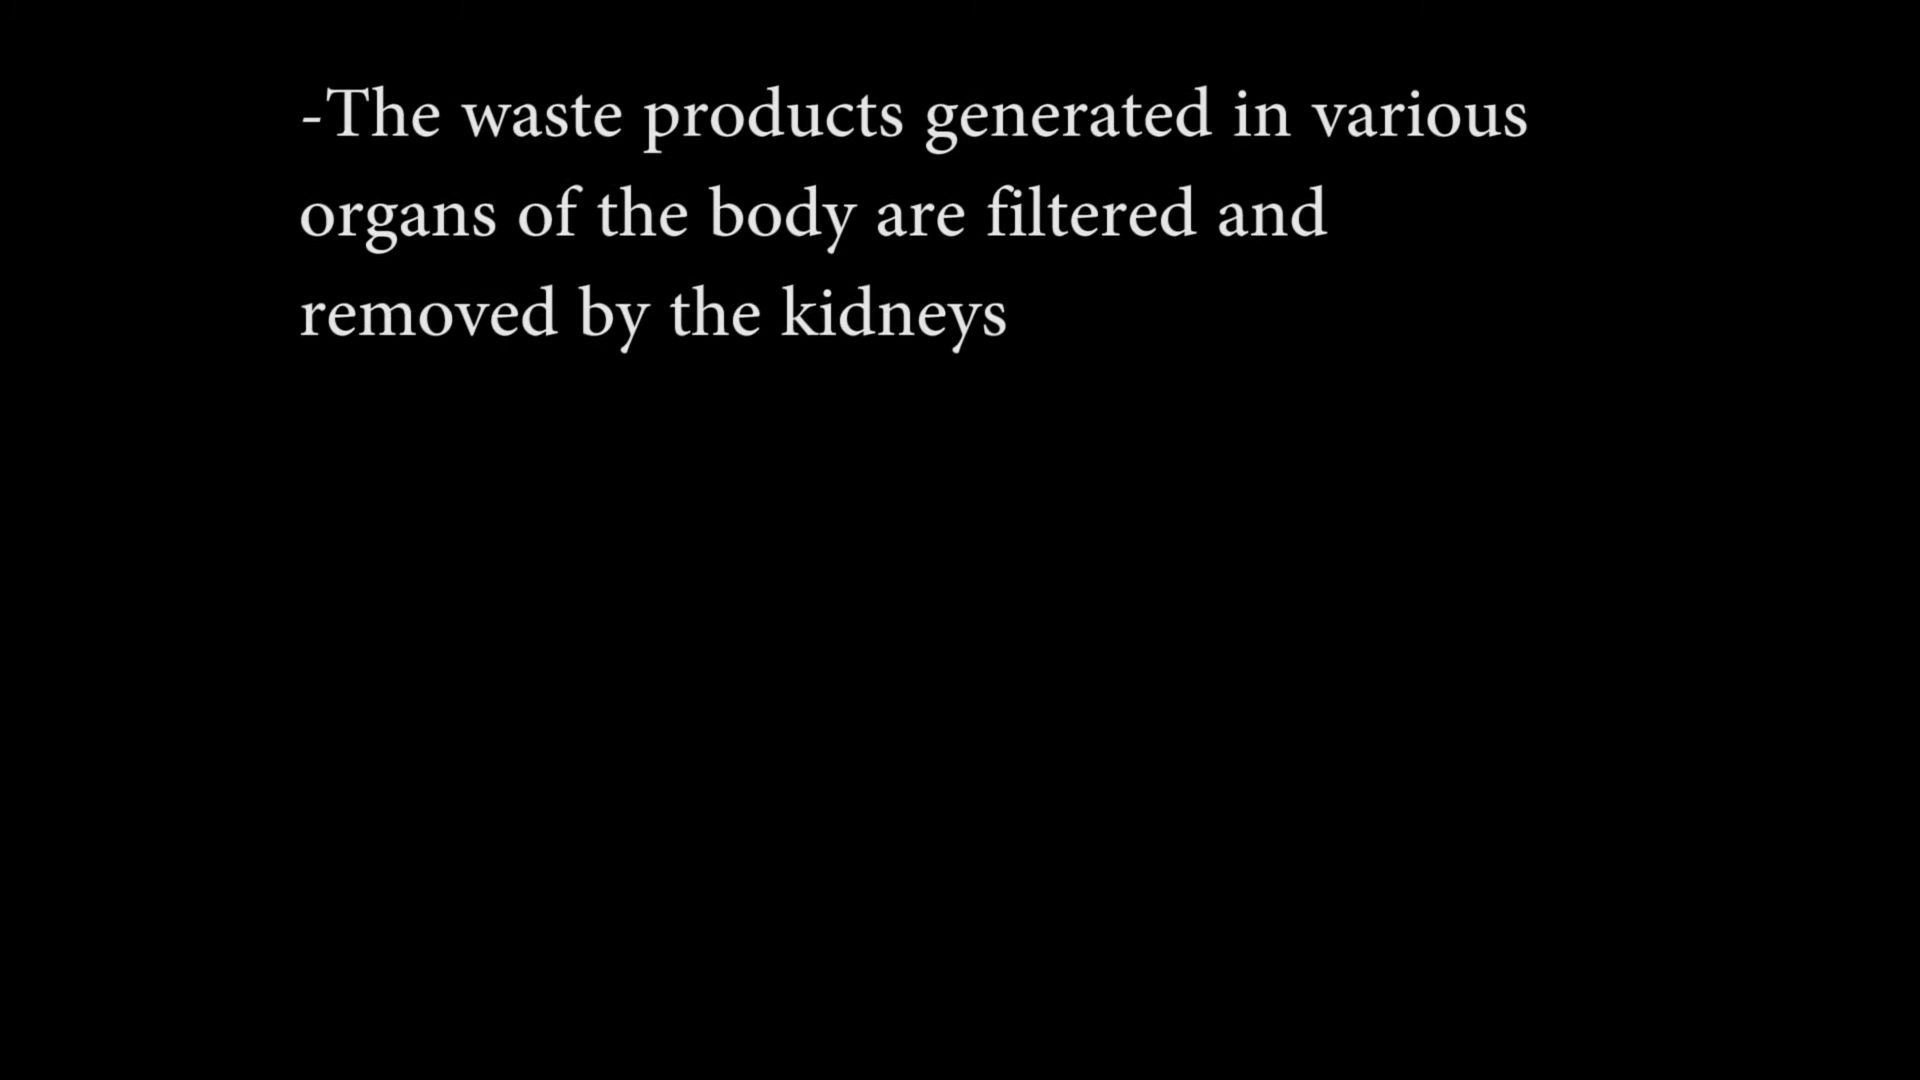 -The waste products generated in various
organs of the body are filtered and
removed by the kidneys